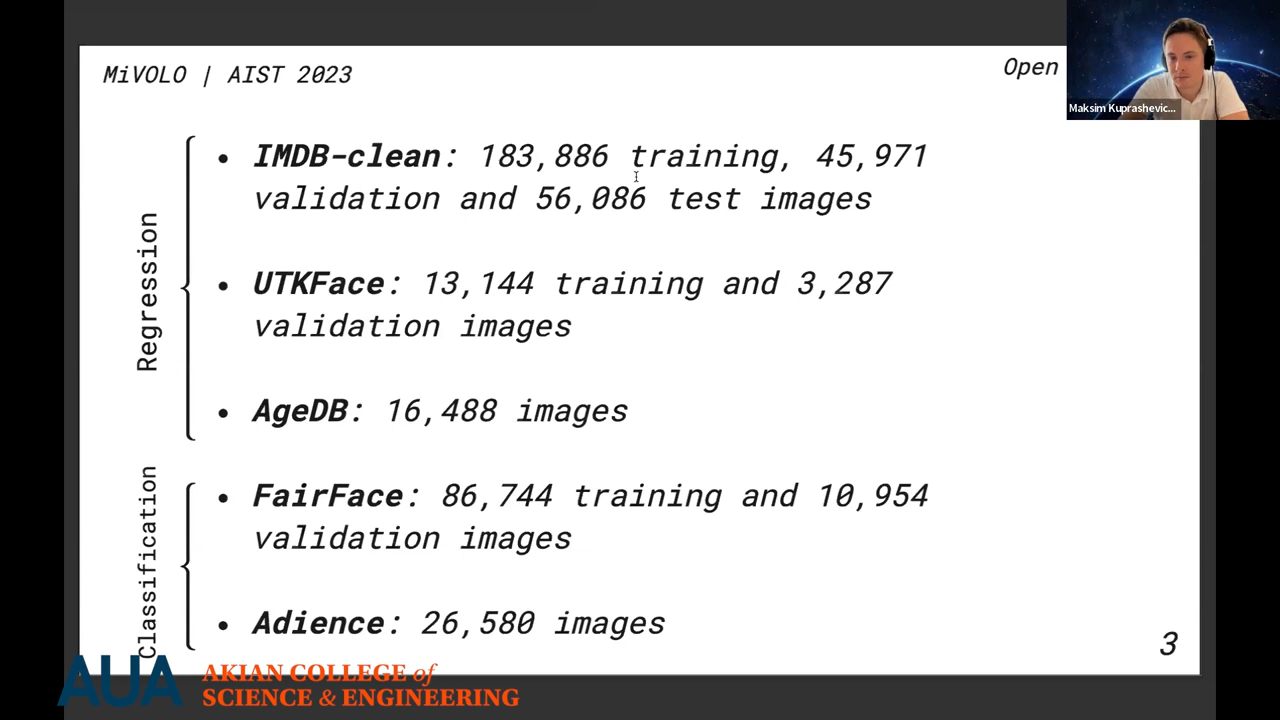 MiVOLO | AIST 2023
Open
Maksim Kuprashevic...
Regression
• IMDB-clean: 183,886 training, 45,971
validation and 56,086 test images
• UTKFace: 13,144 training and 3,287
validation images
• AgeDB: 16,488 images
Classification
• FairFace: 86,744 training and 10,954
validation images
• Adience: 26,580 images
3
AUA
AKIAN COLLEGE of
SCIENCE & ENGINEERING